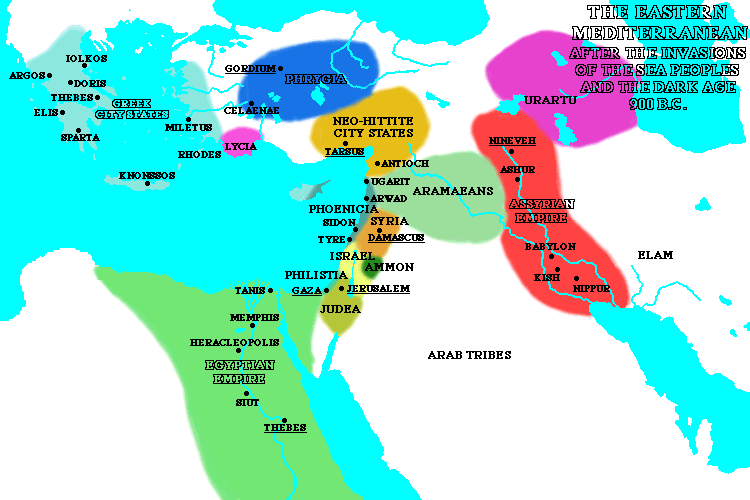 THE EASTERN
MEDITERRANEAN
AFTER THE INVASIONS
OF THE SEA PEOPLES
AND THE DARK AGE
900 B.C.
IOLKOS
ARGOS
DORIS
THEBES
GREEK
CITY STATES
ELIS
SPARTA
MILETUS
RHODES
KNONSSOS
GORDIUM
PHRYGIA
CELAENAE
LYCIA
NEO-HITTITE
CITY STATES
TARSUS
ANTIOCH
UGARIT
ARAMAEANS
ARWAD
PHOENICIA
SYRIA
SIDON
DAMASCUS
TYRE
ISRAEL
AMMON
PHILISTIA
GAZA
JERUSALEM
JUDEA
URARTU
NINEVEH
ASHUR
ASSYRIAN
EMPIRE
BABYLON
KISH
NIPPUR
ELAM
ARAB TRIBES
TANIS
MEMPHIS
HERACLEOPOLIS
EGYPTIAN
EMPIRE
SIUT
THEBES